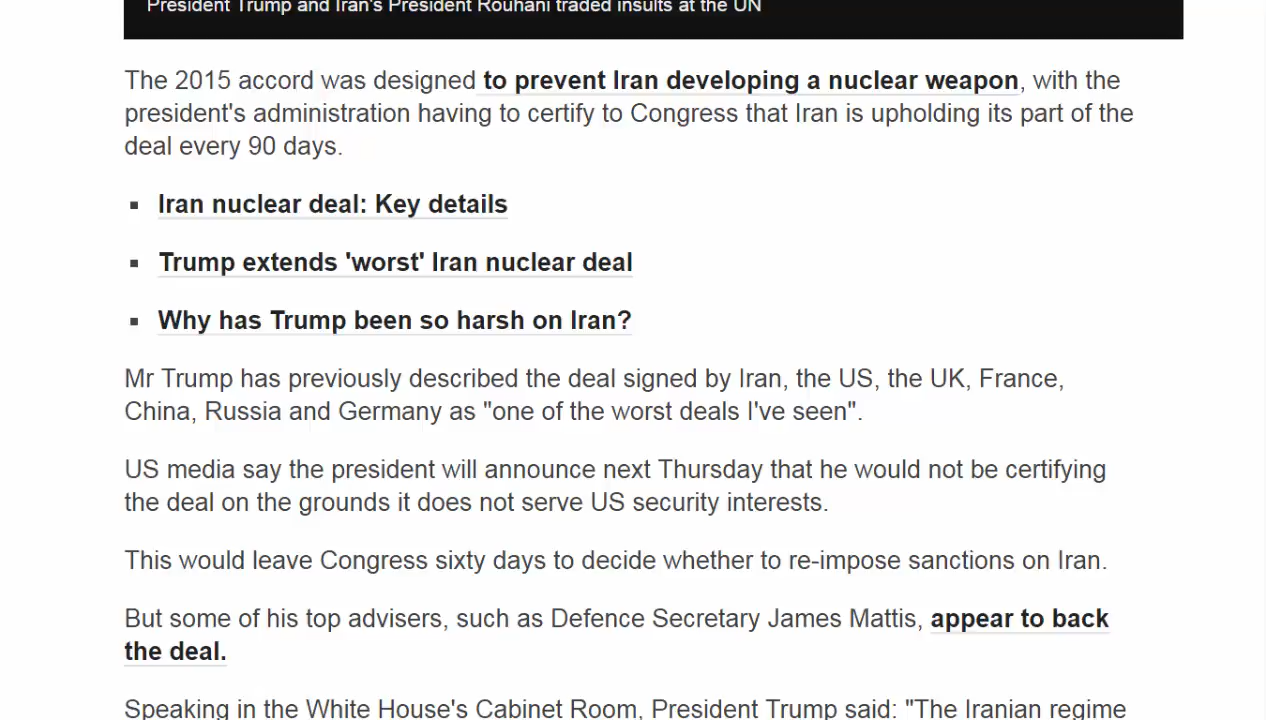 President Trump and Iran's President Rouhani traded insults at the UN
The 2015 accord was designed to prevent Iran developing a nuclear weapon, with the
president's administration having to certify to Congress that Iran is upholding its part of the
deal every 90 days.
Iran nuclear deal: Key details
Trump extends 'worst' Iran nuclear deal
Why has Trump been so harsh on Iran?
Mr Trump has previously described the deal signed by Iran, the US, the UK, France,
China, Russia and Germany as "one of the worst deals I've seen".
US media say the president will announce next Thursday that he would not be certifying
the deal on the grounds it does not serve US security interests.
This would leave Congress sixty days to decide whether to re-impose sanctions on Iran.
But some of his top advisers, such as Defence Secretary James Mattis, appear to back
the deal.
Speaking in the White House's Cabinet Room, President Trump said: "The Iranian regime